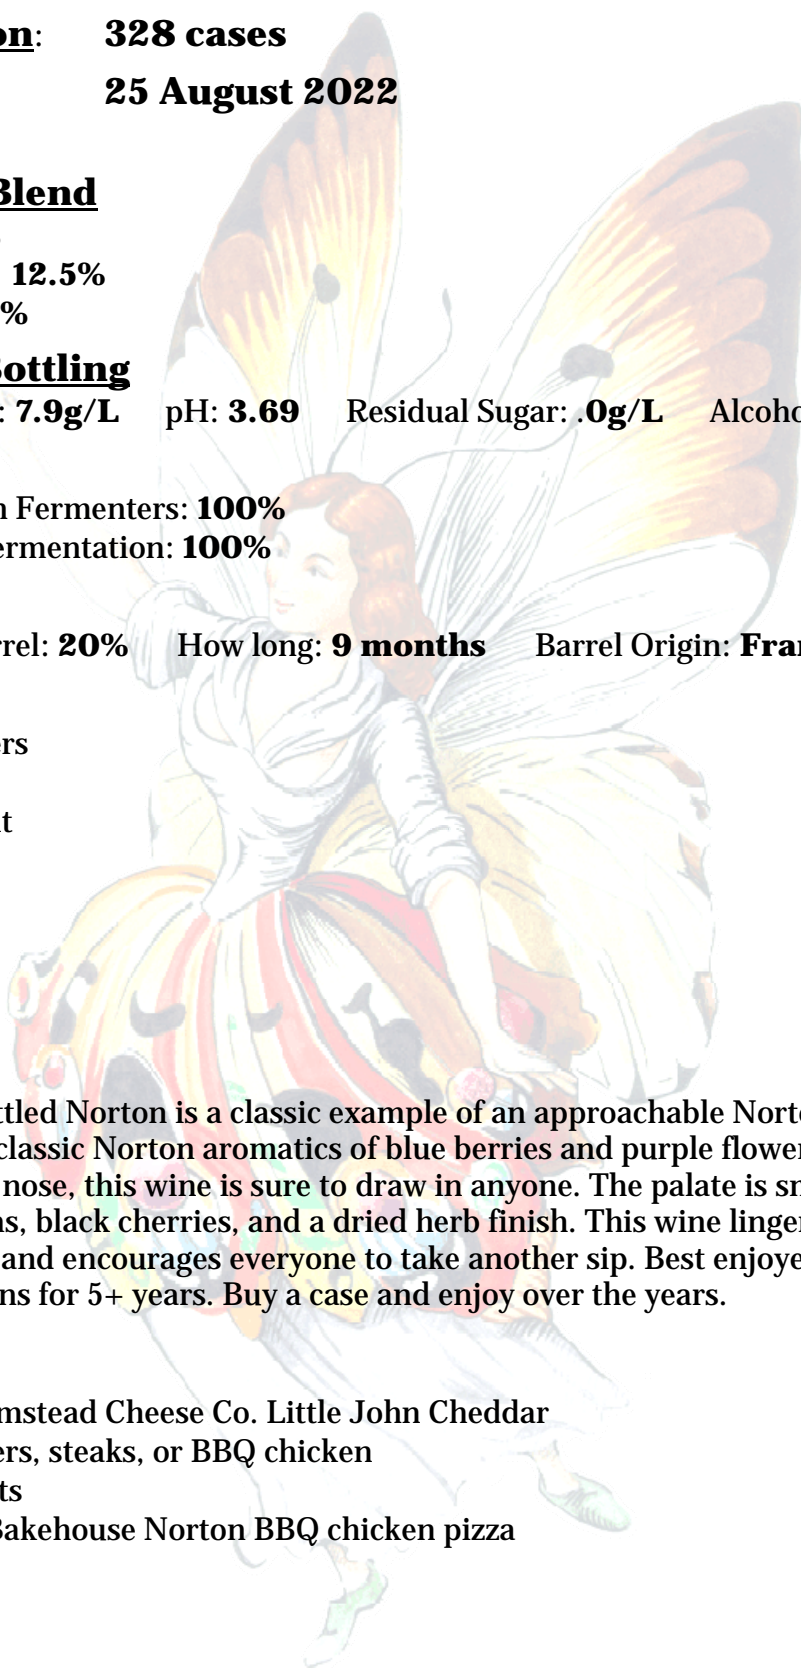 on: 328 cases
25 August 2022
Blend
12.5%
%
Bottling
: 7.9g/L pH: 3.69 Residual Sugar: .0g/L Alcoho
n Fermenters: 100%
ermentation: 100%
rrel: 20% How long: 9 months Barrel Origin: Fran
ers
t
ttled Norton is a classic example of an approachable Norto
classic Norton aromatics of blue berries and purple flower
nose, this wine is sure to draw in anyone. The palate is sm
ns, black cherries, and a dried herb finish. This wine linger
and encourages everyone to take another sip. Best enjoye
ns for 5+ years. Buy a case and enjoy over the years.
mstead Cheese Co. Little John Cheddar
ers, steaks, or BBQ chicken
ts
Bakehouse Norton BBQ chicken pizza